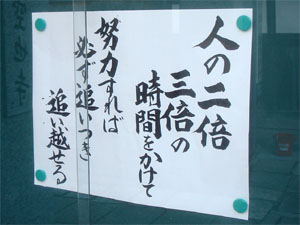 人の二倍
三倍の
時間をかけて
努力すれば
必ず追いつき
追い越せる